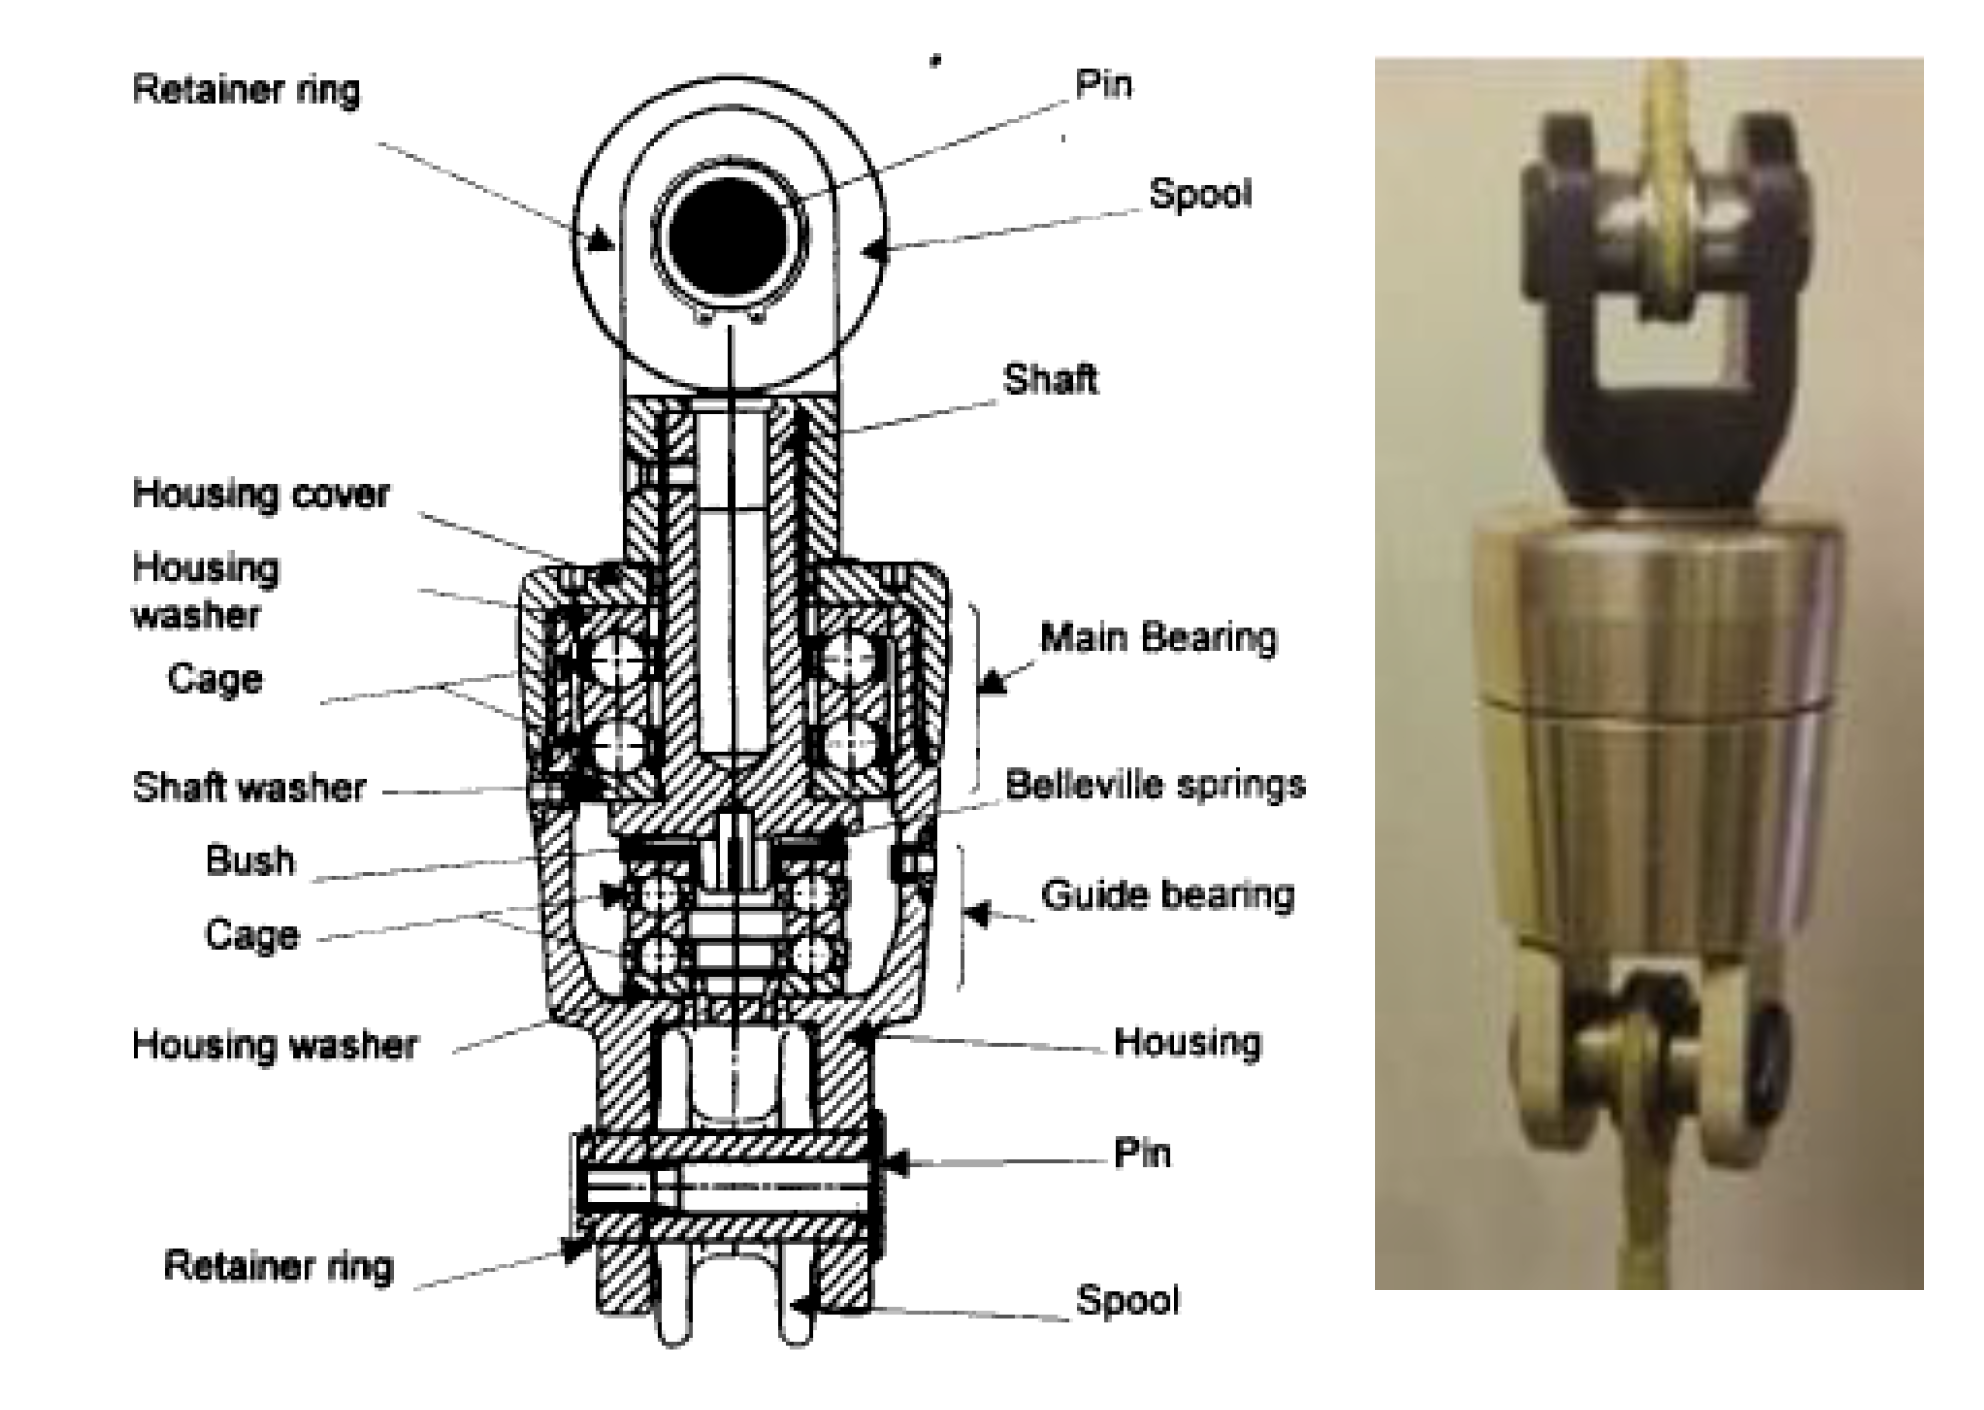 Retainer ring
Pin
Spool
Shaft
Housing cover
Housing
washer
Main Bearing
Cage
Belleville springs
Shaft washer
Bush
Guide bearing
Cage
Housing washer
Housing
Pin
Retainer ring
Spool